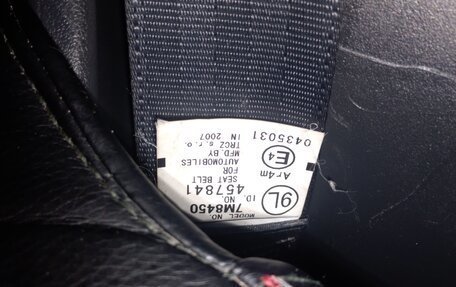 MODEL NO.
7M8450
ID. NO.
457841
9L
SEAT BELT
FOR
AUTOMOBILES
MFD. BY
TRCZ s.r.o.
IN 2007
Ar4m
E4
0435031